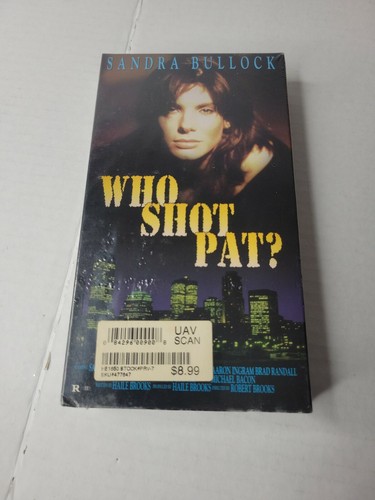 SANDRA BULLOCK
WHO
SHOT
PAT?
UAV
SCAN
$8.99
AARON INGRAM BRAD RANDALL
MICHAEL BACON
HAILE BROOKS HAILE BROOKS ROBERT BROOKS
R